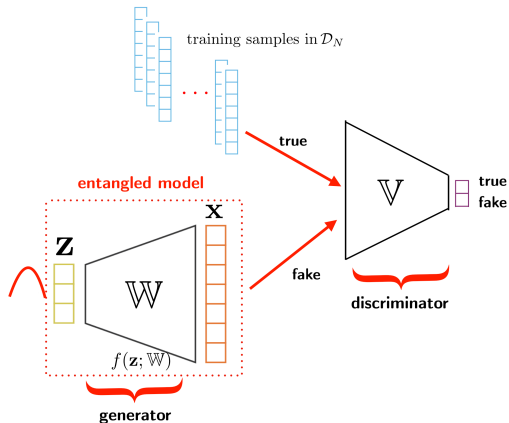 training samples in 𝒟_N
true
entangled model
z
x
𝕎
f(z; 𝕎)
generator
fake
𝕍
true
fake
discriminator